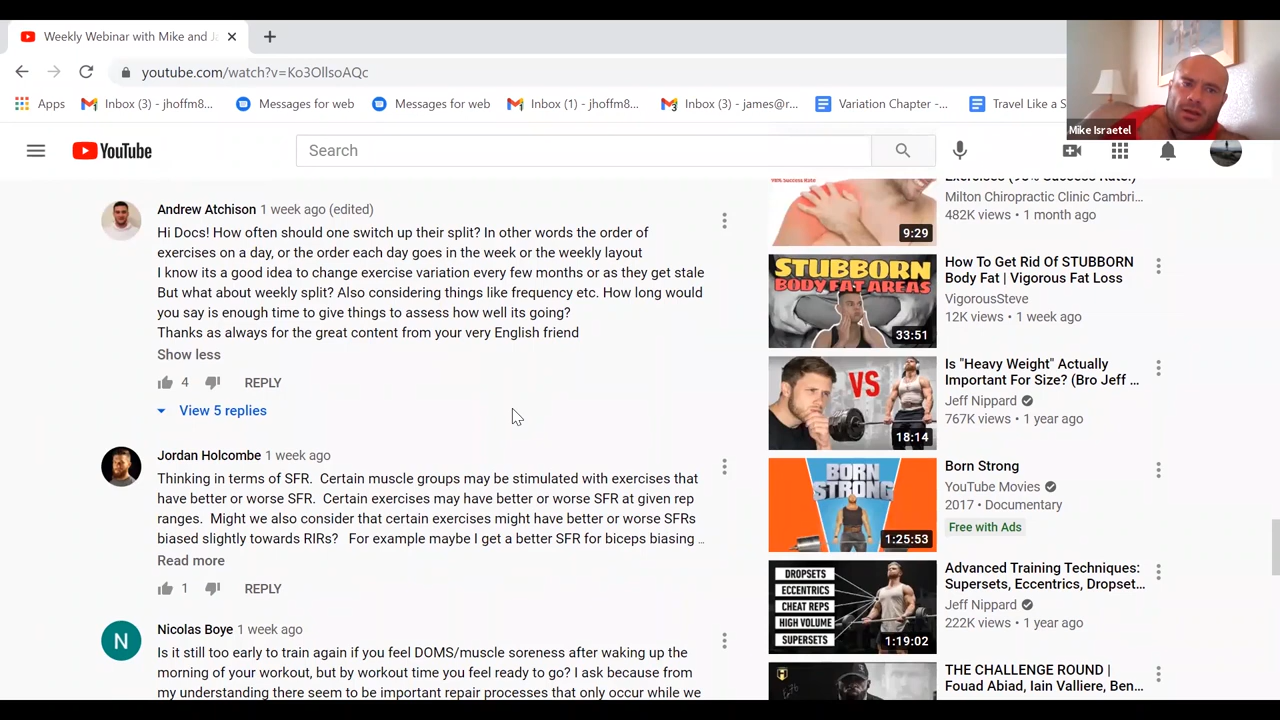 Weekly Webinar with Mike and Ja
youtube.com/watch?v=Ko3OllsoAQc
Apps
Inbox (3) - jhoffm8...
Messages for web
Messages for web
Inbox (1) - jhoffm8...
Inbox (3) - james@r...
Variation Chapter -...
Travel Like a S
Mike Israetel
YouTube
Search
Andrew Atchison 1 week ago (edited)
Hi Docs! How often should one switch up their split? In other words the order of
exercises on a day, or the order each day goes in the week or the weekly layout
I know its a good idea to change exercise variation every few months or as they get stale
But what about weekly split? Also considering things like frequency etc. How long would
you say is enough time to give things to assess how well its going?
Thanks as always for the great content from your very English friend
Show less
4
REPLY
View 5 replies
Jordan Holcombe 1 week ago
Thinking in terms of SFR. Certain muscle groups may be stimulated with exercises that
have better or worse SFR. Certain exercises may have better or worse SFR at given rep
ranges. Might we also consider that certain exercises might have better or worse SFRs
biased slightly towards RIRs? For example maybe I get a better SFR for biceps biasing ...
Read more
1
REPLY
N
Nicolas Boye 1 week ago
Is it still too early to train again if you feel DOMS/muscle soreness after waking up the
morning of your workout, but by workout time you feel ready to go? I ask because from
my understanding there seem to be important repair processes that only occur while we
Exercises (98% Success Rate!)
Milton Chiropractic Clinic Cambri...
482K views • 1 month ago
9:29
STUBBORN
BODY FAT AREAS
33:51
How To Get Rid Of STUBBORN
Body Fat | Vigorous Fat Loss
VigorousSteve
12K views • 1 week ago
VS
18:14
Is "Heavy Weight" Actually
Important For Size? (Bro Jeff ...
Jeff Nippard
767K views • 1 year ago
BORN
STRONG
1:25:53
Born Strong
YouTube Movies
2017 • Documentary
Free with Ads
DROPSETS
ECCENTRICS
CHEAT REPS
HIGH VOLUME
SUPERSETS
1:19:02
Advanced Training Techniques:
Supersets, Eccentrics, Dropset...
Jeff Nippard
222K views • 1 year ago
THE CHALLENGE ROUND |
Fouad Abiad, Iain Valliere, Ben...